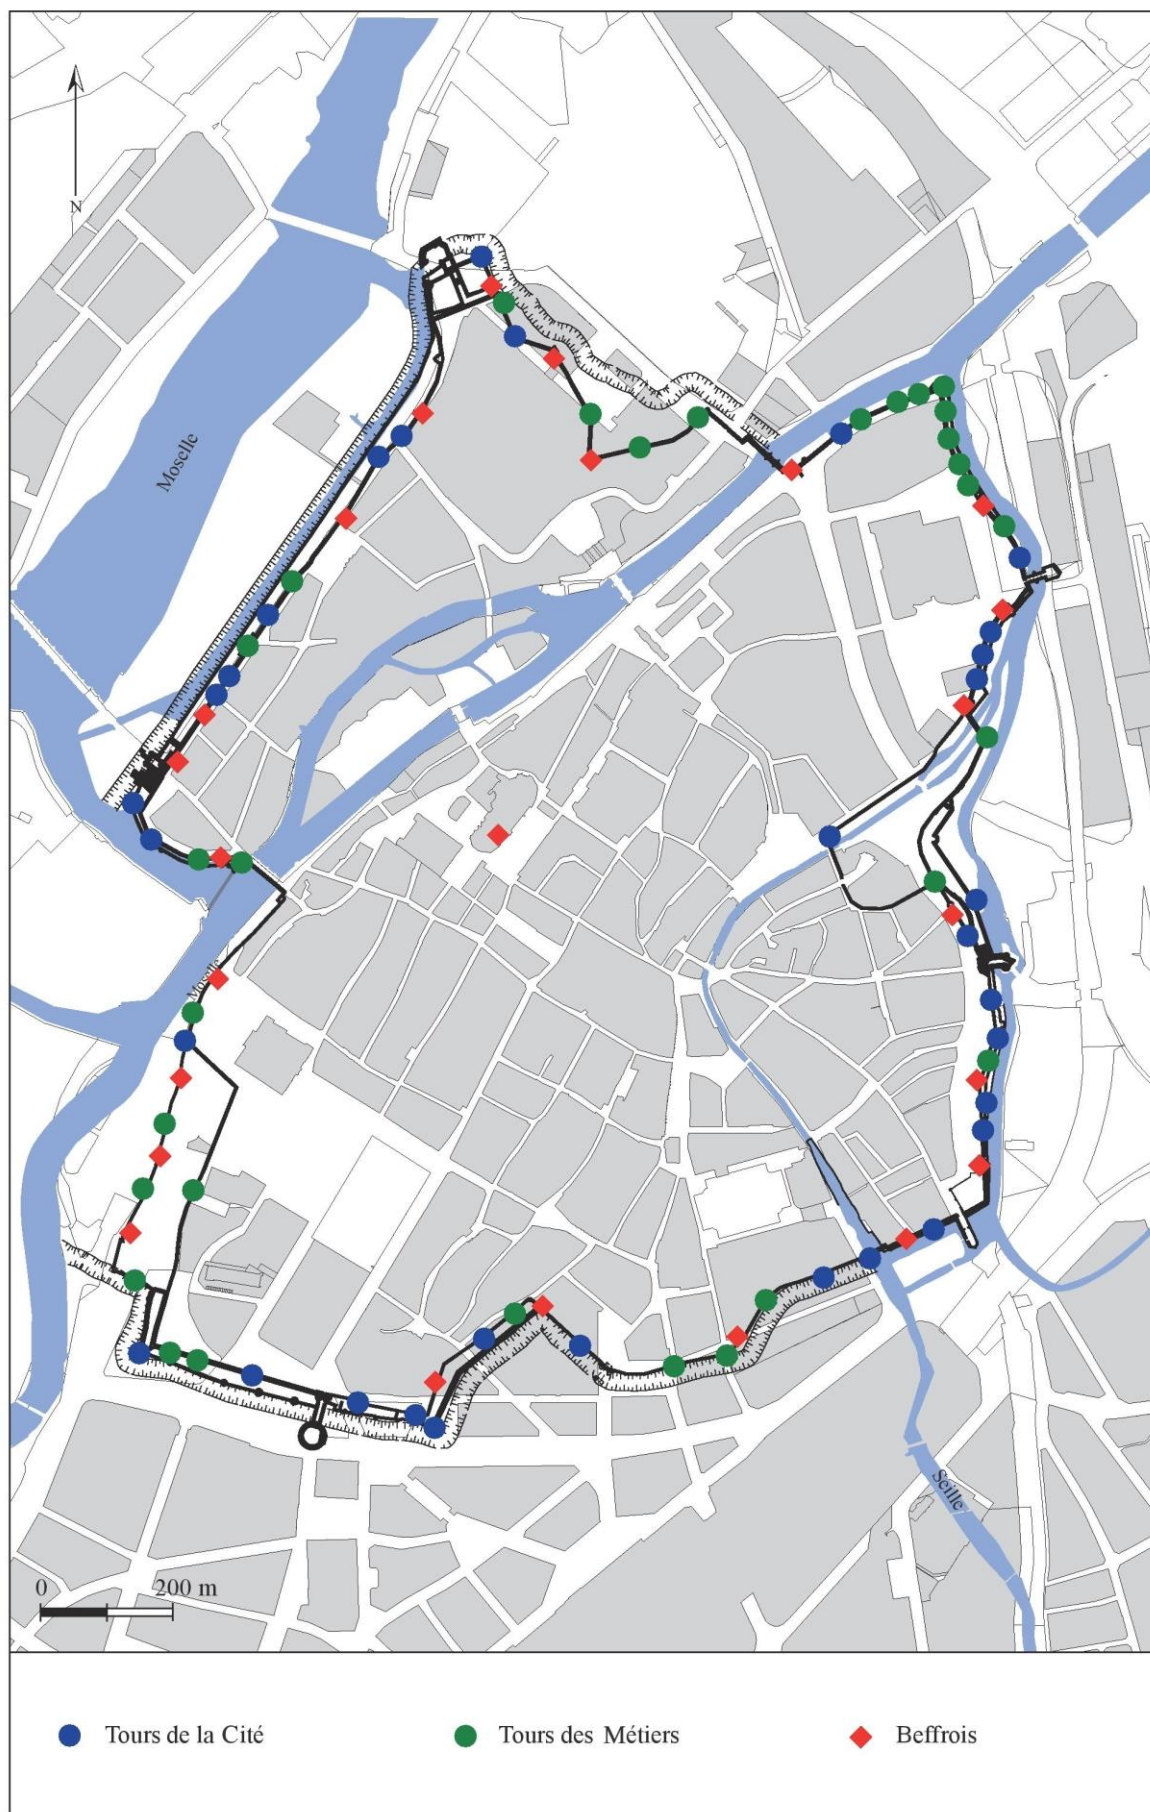 N
Moselle
Moselle
Seille
0 200 m
Tours de la Cité
Tours des Métiers
Beffrois